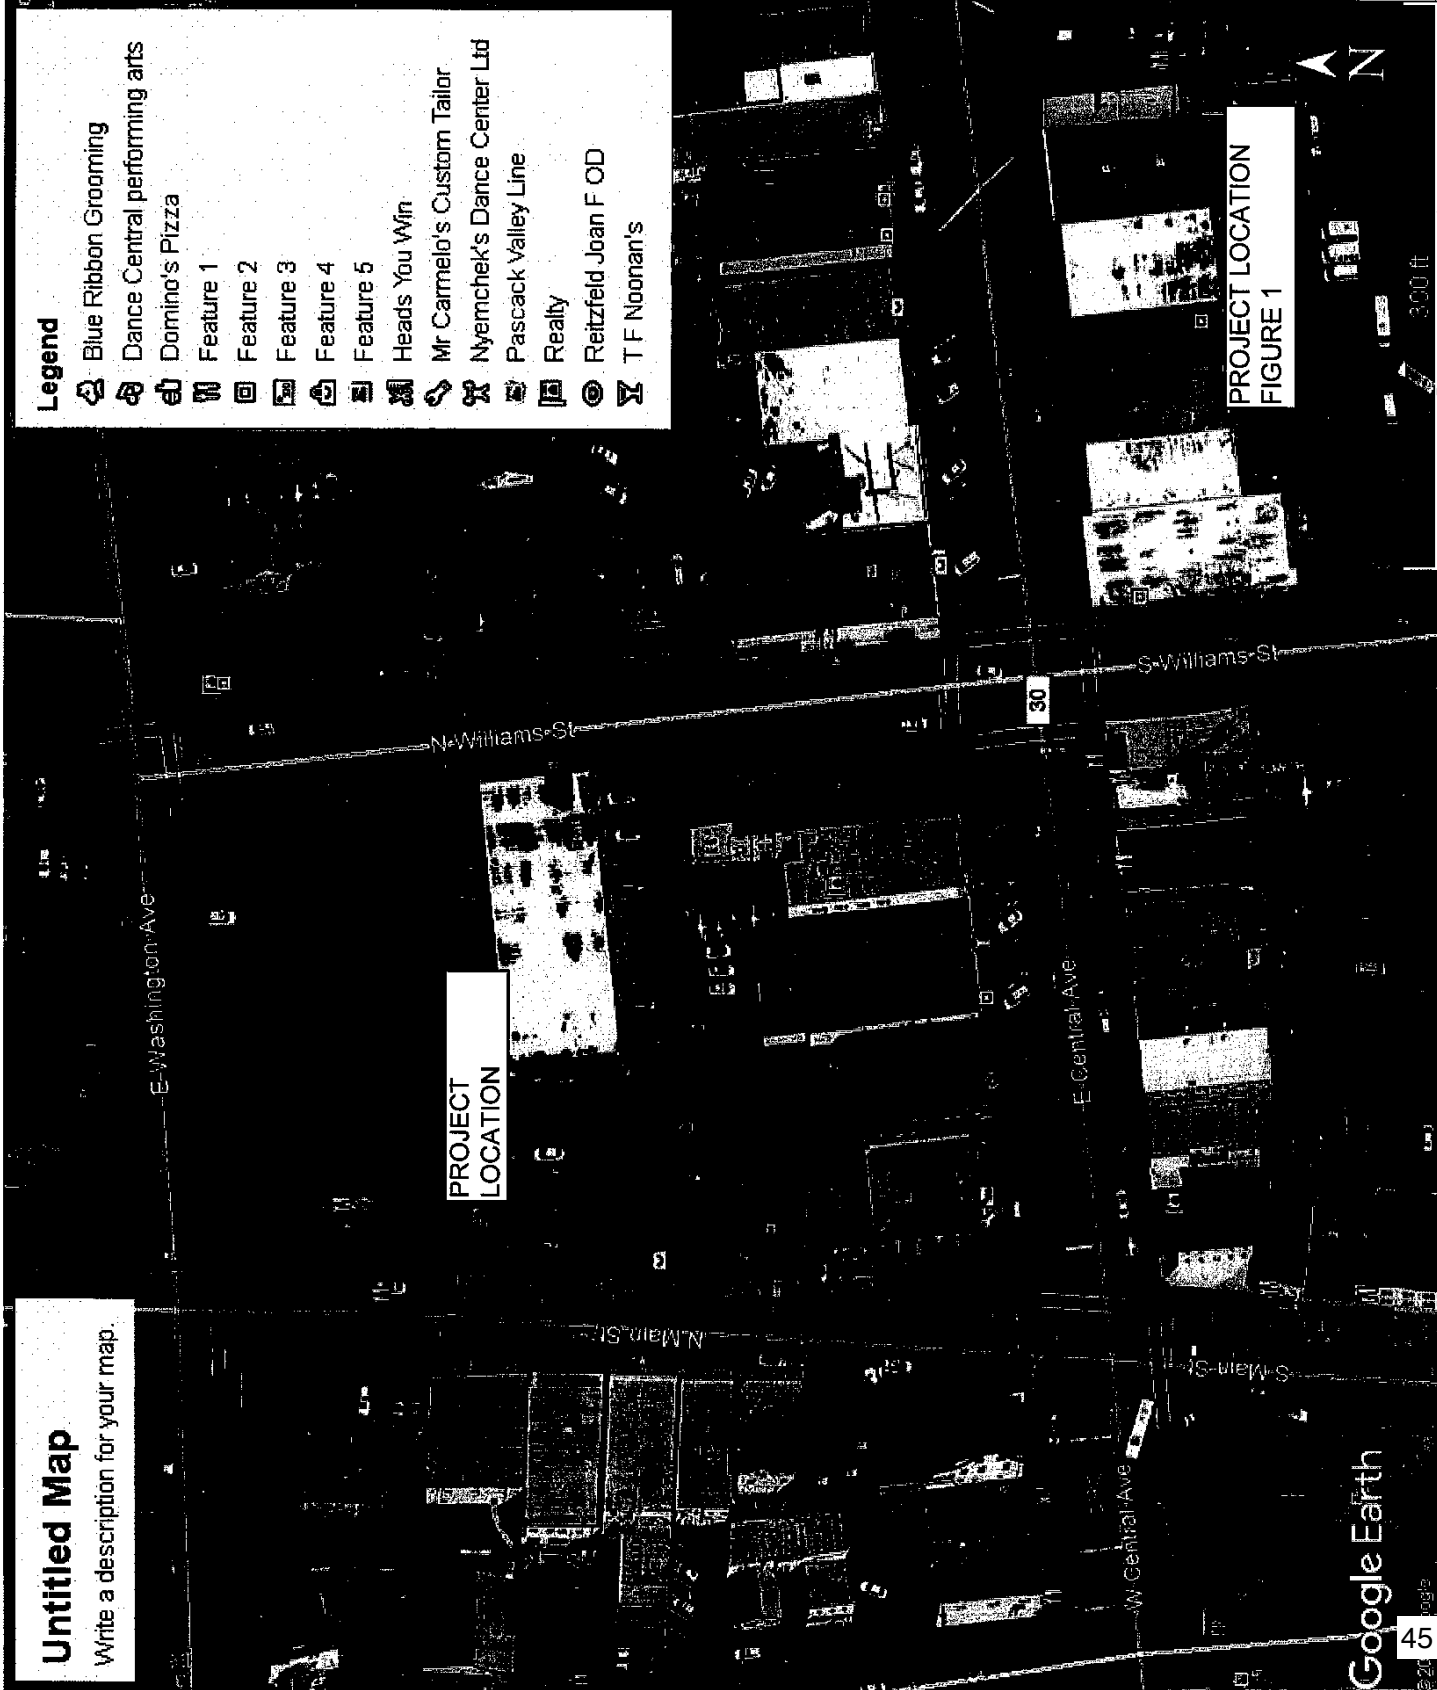 Untitled Map
Write a description for your map.
Legend
Blue Ribbon Grooming
Dance Central performing arts
Domino's Pizza
Feature 1
Feature 2
Feature 3
Feature 4
Feature 5
Heads You Win
Mr Carmelo's Custom Tailor
Nyemchek's Dance Center Ltd
Pascack Valley Line
Realty
Reitzfeld Joan F OD
T F Noonan's
E-Washington-Ave
PROJECT
LOCATION
N-Williams-St
N.Main.St
30
S-Williams-St
E-Central-Ave
W-Central-Ave
S-Main-St
PROJECT LOCATION
FIGURE 1
N
300 ft
Google Earth
45